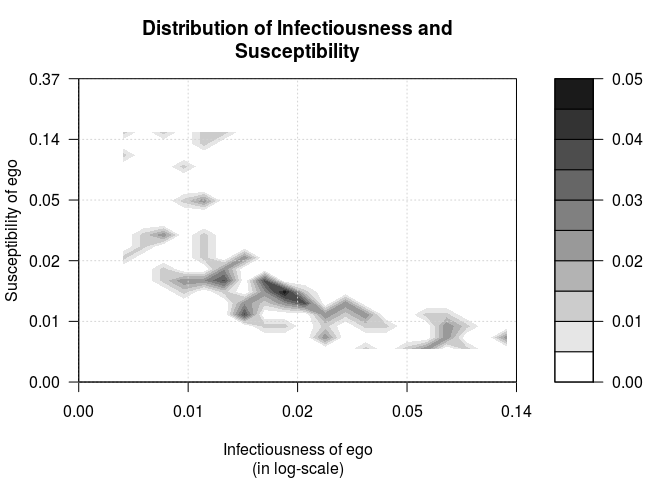 Distribution of Infectiousness and
Susceptibility
0.37
0.14
0.05
0.02
0.01
0.00
Susceptibility of ego
0.00 0.01 0.02 0.05 0.14
Infectiousness of ego
(in log-scale)
0.05
0.04
0.03
0.02
0.01
0.00